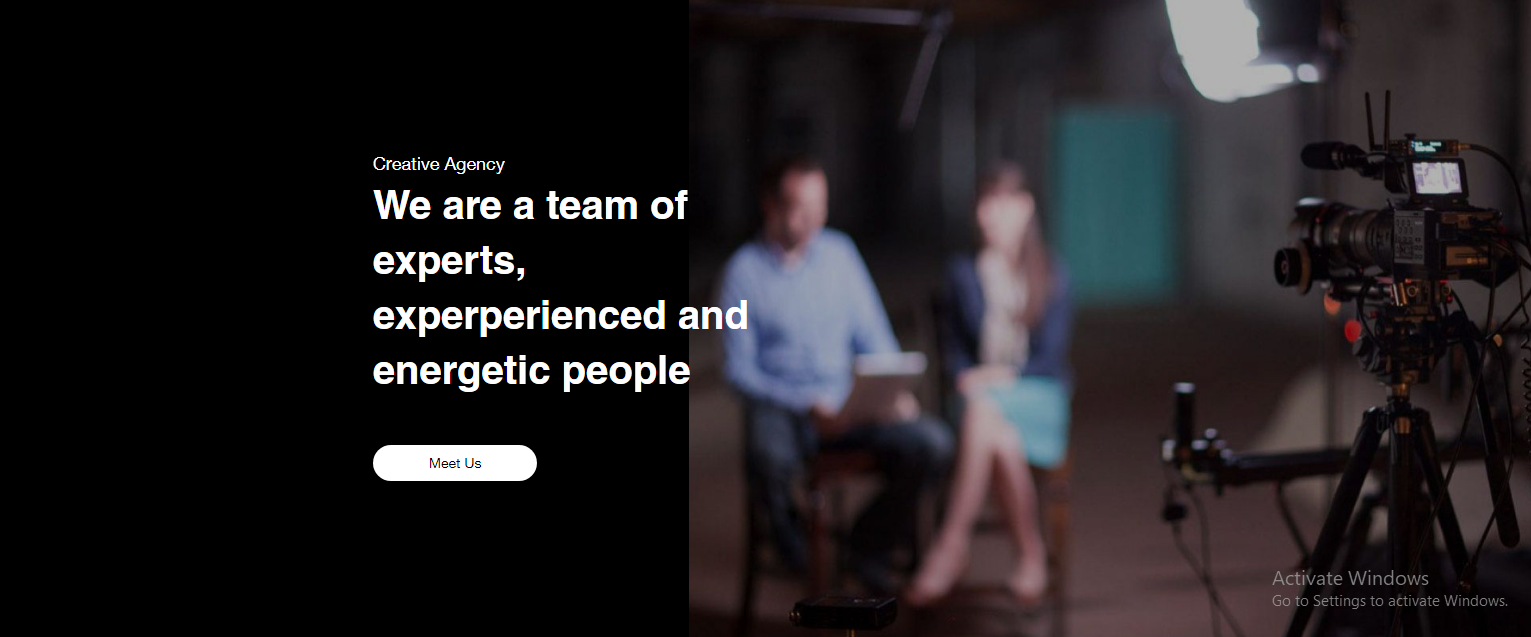 Creative Agency
We are a team of
experts,
experperienced and
energetic people
Meet Us
Activate Windows
Go to Settings to activate Windows.